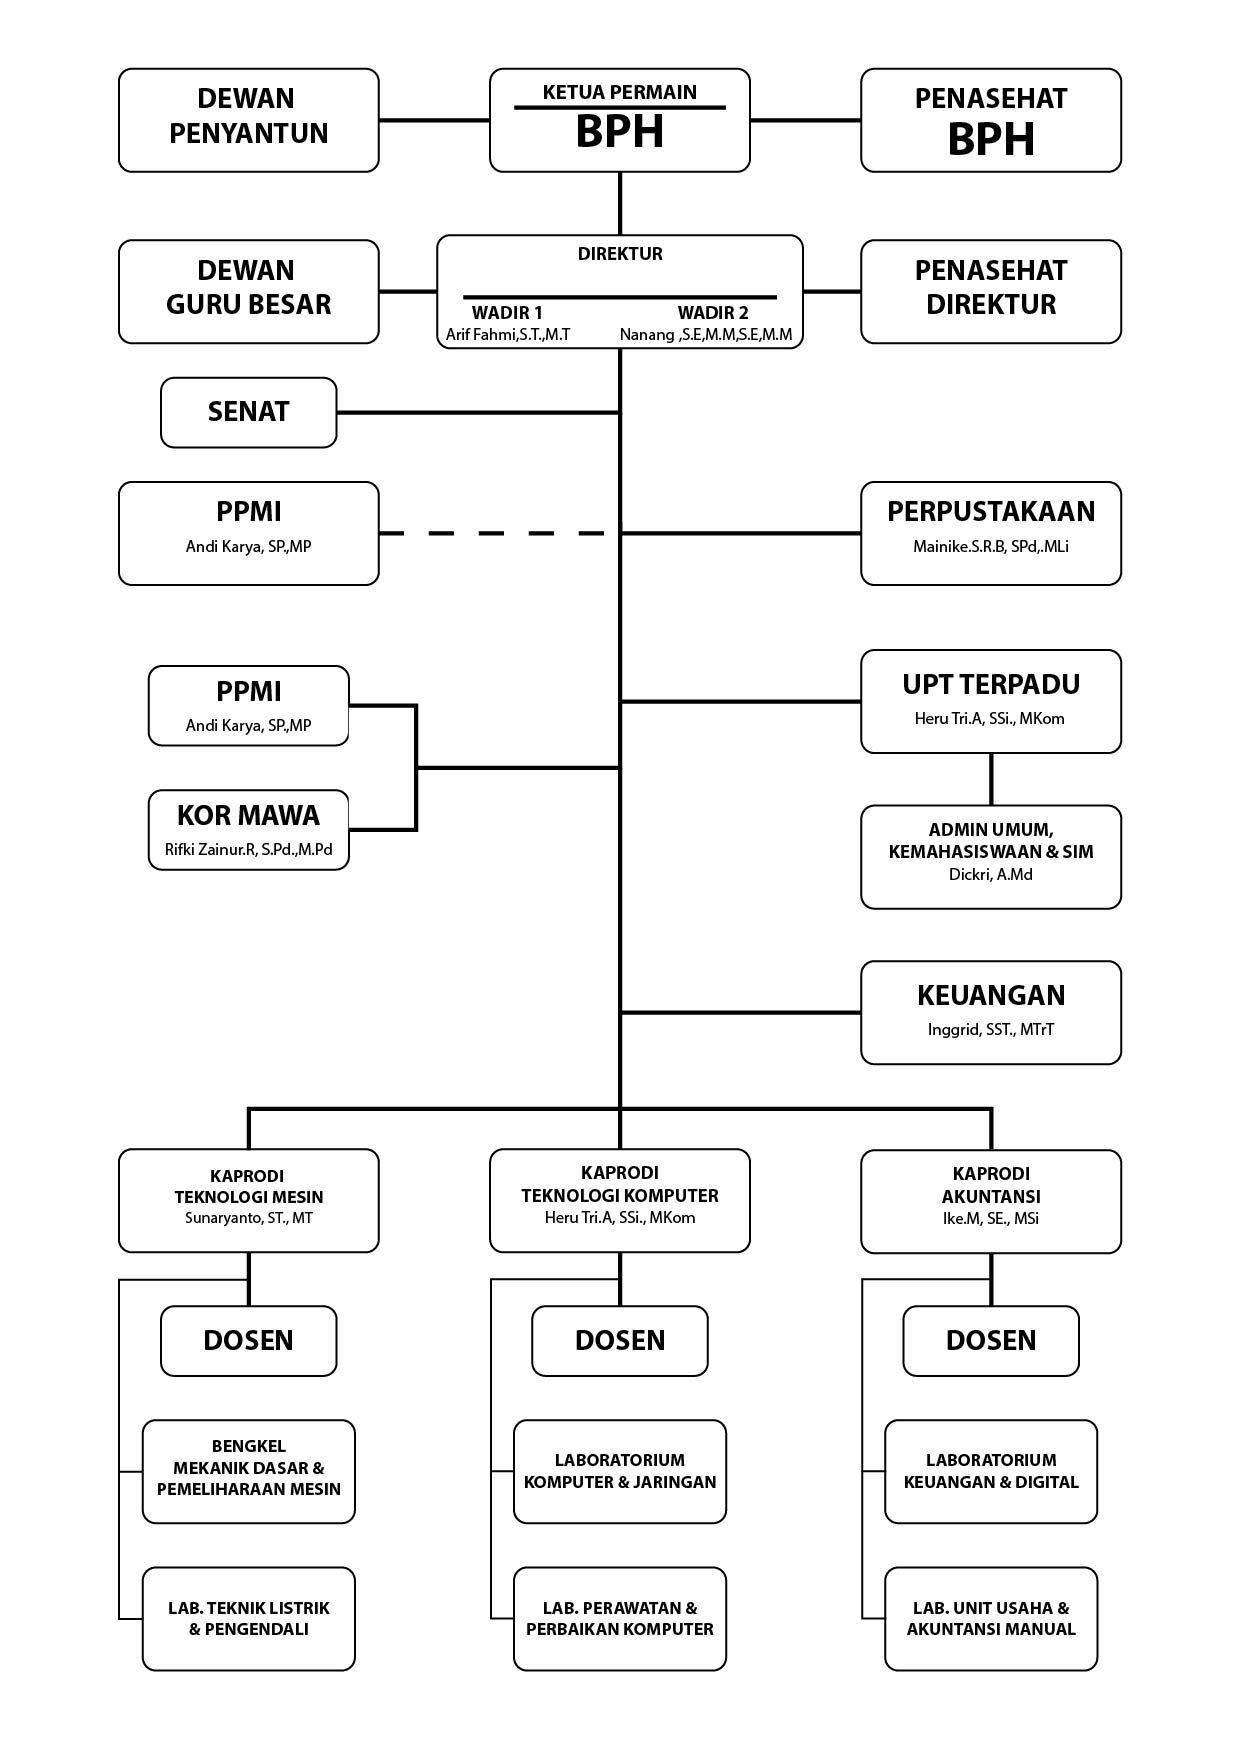 DEWAN
PENYANTUN
KETUA PERMAIN
BPH
PENASEHAT
BPH
DEWAN
GURU BESAR
DIREKTUR
WADIR 1
Arif Fahmi,S.T.,M.T
WADIR 2
Nanang ,S.E,M.M,S.E,M.M
PENASEHAT
DIREKTUR
SENAT
PPMI
Andi Karya, SP.,MP
PERPUSTAKAAN
Mainike.S.R.B, SPd,.MLi
PPMI
Andi Karya, SP.,MP
UPT TERPADU
Heru Tri.A, SSi., MKom
KOR MAWA
Rifki Zainur.R, S.Pd.,M.Pd
ADMIN UMUM,
KEMAHASISWAAN & SIM
Dickri, A.Md
KEUANGAN
Inggrid, SST., MTrT
KAPRODI
TEKNOLOGI MESIN
Sunaryanto, ST., MT
KAPRODI
TEKNOLOGI KOMPUTER
Heru Tri.A, SSi., MKom
KAPRODI
AKUNTANSI
Ike.M, SE., MSi
DOSEN
DOSEN
DOSEN
BENGKEL
MEKANIK DASAR &
PEMELIHARAAN MESIN
LABORATORIUM
KOMPUTER & JARINGAN
LABORATORIUM
KEUANGAN & DIGITAL
LAB. TEKNIK LISTRIK
& PENGENDALI
LAB. PERAWATAN &
PERBAIKAN KOMPUTER
LAB. UNIT USAHA &
AKUNTANSI MANUAL